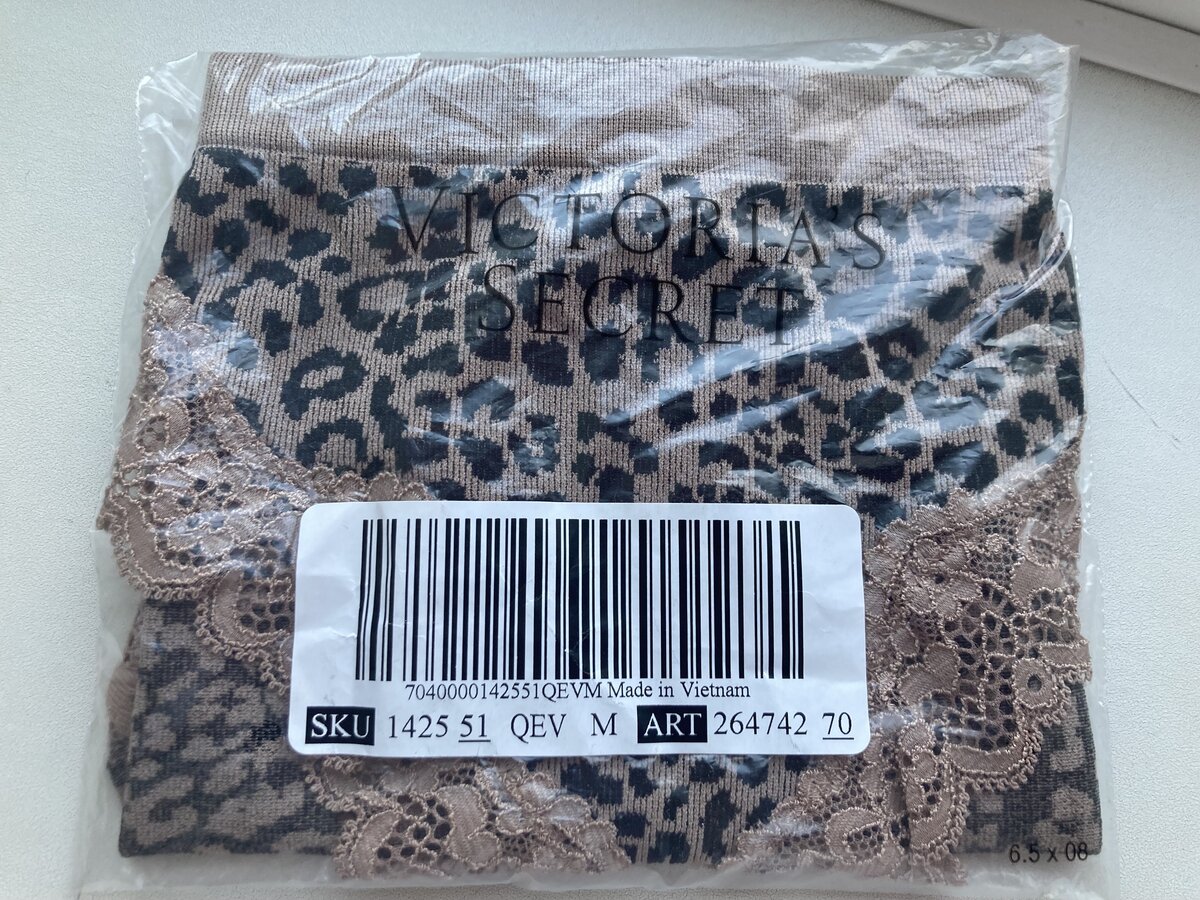 VICTORIA'S
SECRET
7040000142551QEVM Made in Vietnam
SKU 1425 51 QEV M ART 264742 70
6.5 x 08